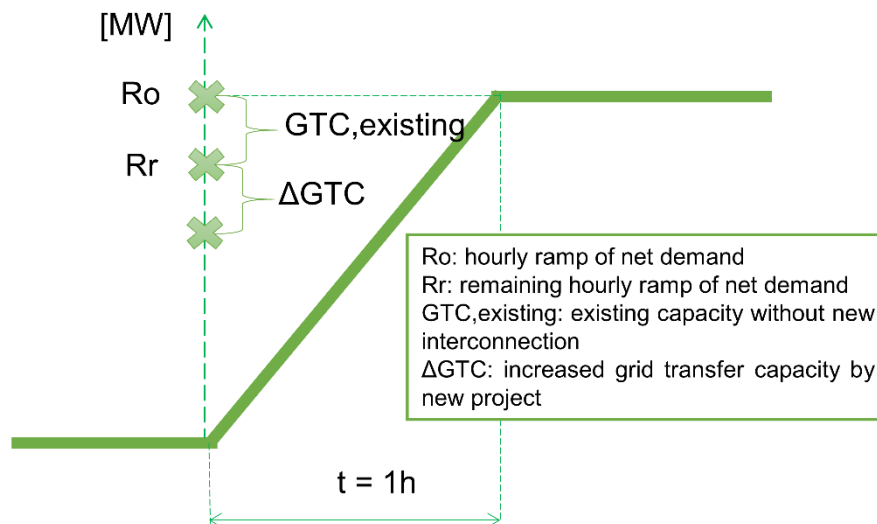 [MW]
Ro
GTC,existing
Rr
ΔGTC
Ro: hourly ramp of net demand
Rr: remaining hourly ramp of net demand
GTC,existing: existing capacity without new
interconnection
ΔGTC: increased grid transfer capacity by
new project
t = 1h